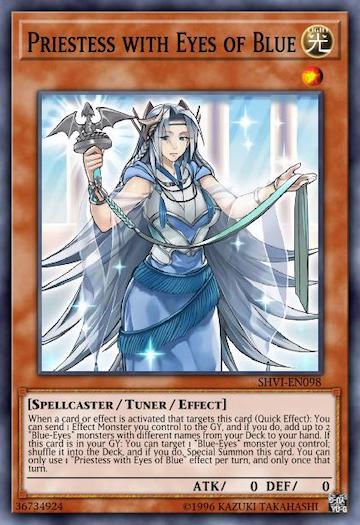 PRIESTESS WITH EYES OF BLUE
LIGHT
光
SHVI-EN098
[SPELLCASTER / TUNER / EFFECT]
When a card or effect is activated that targets this card (Quick Effect): You
can send 1 Effect Monster you control to the GY, and if you do, add up to 2
"Blue-Eyes" monsters with different names from your Deck to your hand. If
this card is in your GY: You can target 1 "Blue-Eyes" monster you control;
shuffle it into the Deck, and if you do, Special Summon this card. You can
only use 1 "Priestess with Eyes of Blue" effect per turn, and only once that
turn.
ATK/ 0 DEF/ 0
36734924 ©1996 KAZUKI TAKAHASHI